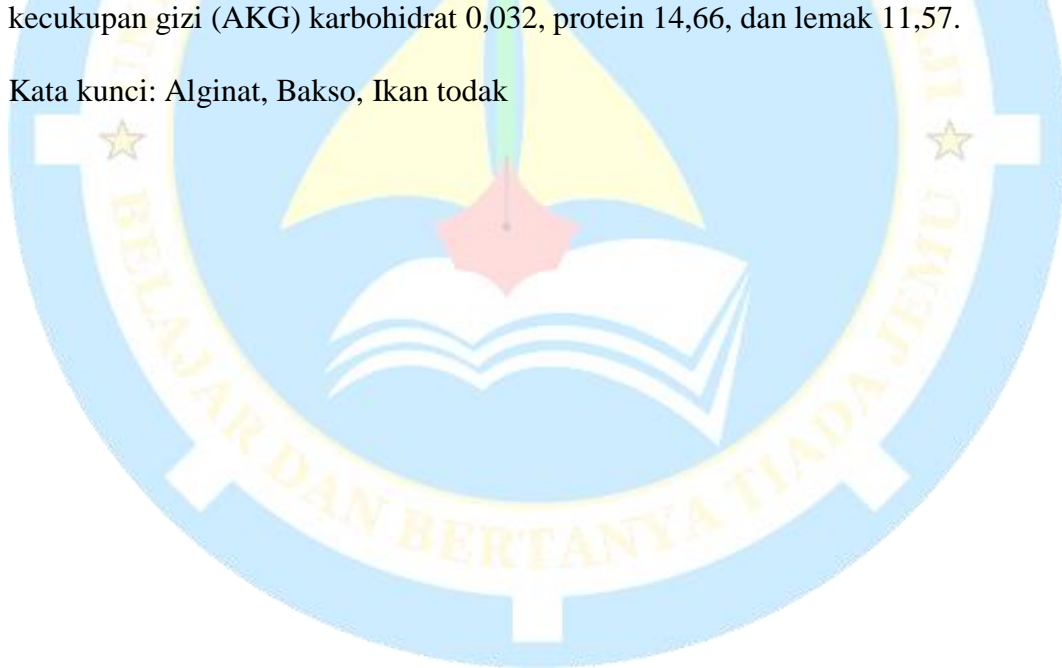 kecukupan gizi (AKG) karbohidrat 0,032, protein 14,66, dan lemak 11,57.
Kata kunci: Alginat, Bakso, Ikan todak
BELAJAR DAN BERTANYA TIADA JEMU